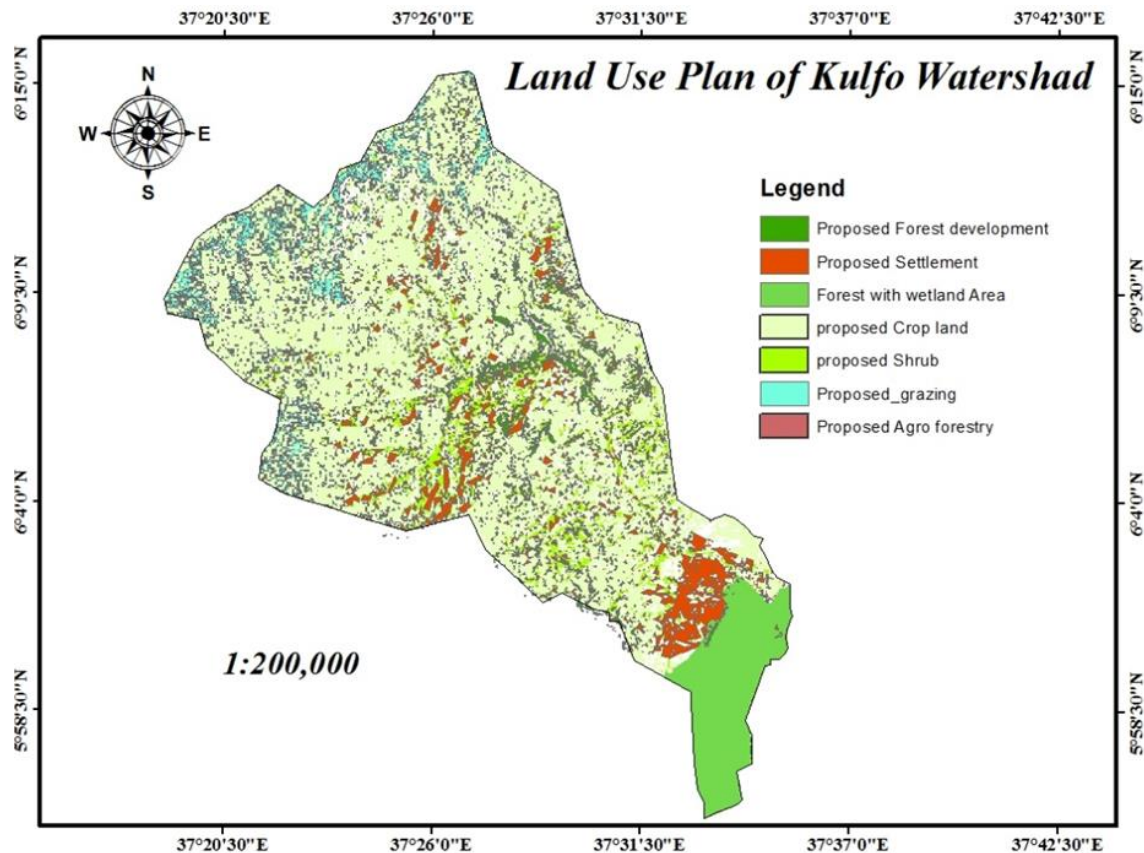 37°20'30"E 37°26'0"E 37°31'30"E 37°37'0"E 37°42'30"E
Land Use Plan of Kulfo Watershad
6°15'0"N
6°15'0"N
N
W E
S
Legend
Proposed Forest development
Proposed Settlement
Forest with wetland Area
proposed Crop land
proposed Shrub
Proposed_grazing
Proposed Agro forestry
6°9'30"N
6°9'30"N
6°4'0"N
6°4'0"N
1:200,000
5°58'30"N
5°58'30"N
37°20'30"E 37°26'0"E 37°31'30"E 37°37'0"E 37°42'30"E